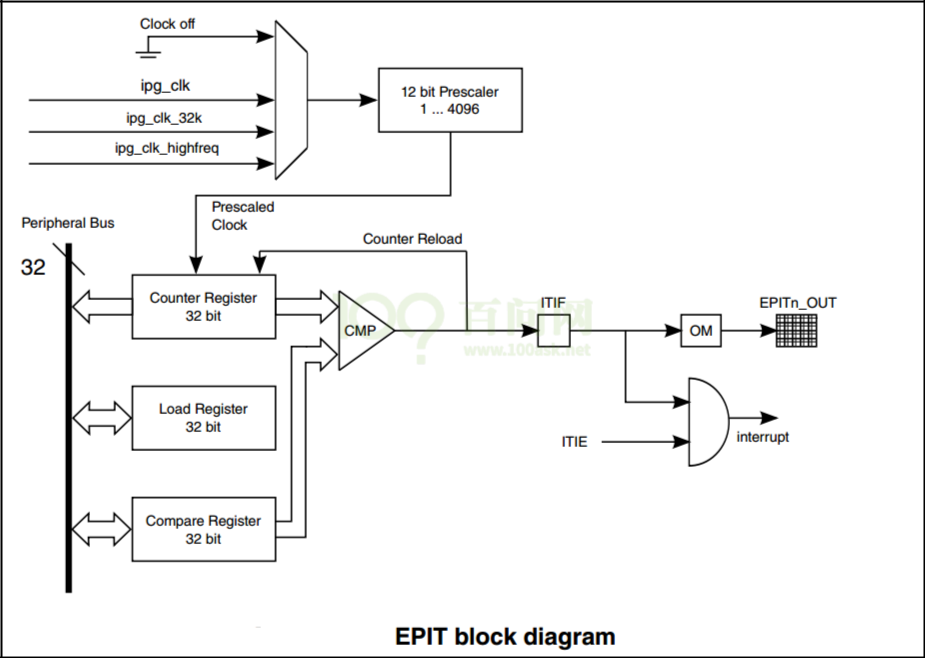 Clock off
ipg_clk
ipg_clk_32k
ipg_clk_highfreq
12 bit Prescaler
1 ... 4096
Prescaled
Clock
Peripheral Bus
32
Counter Reload
Counter Register
32 bit
CMP
ITIF
OM
EPITn_OUT
Load Register
32 bit
ITIE
interrupt
Compare Register
32 bit
100?
百问网
www.100ask.net
EPIT block diagram